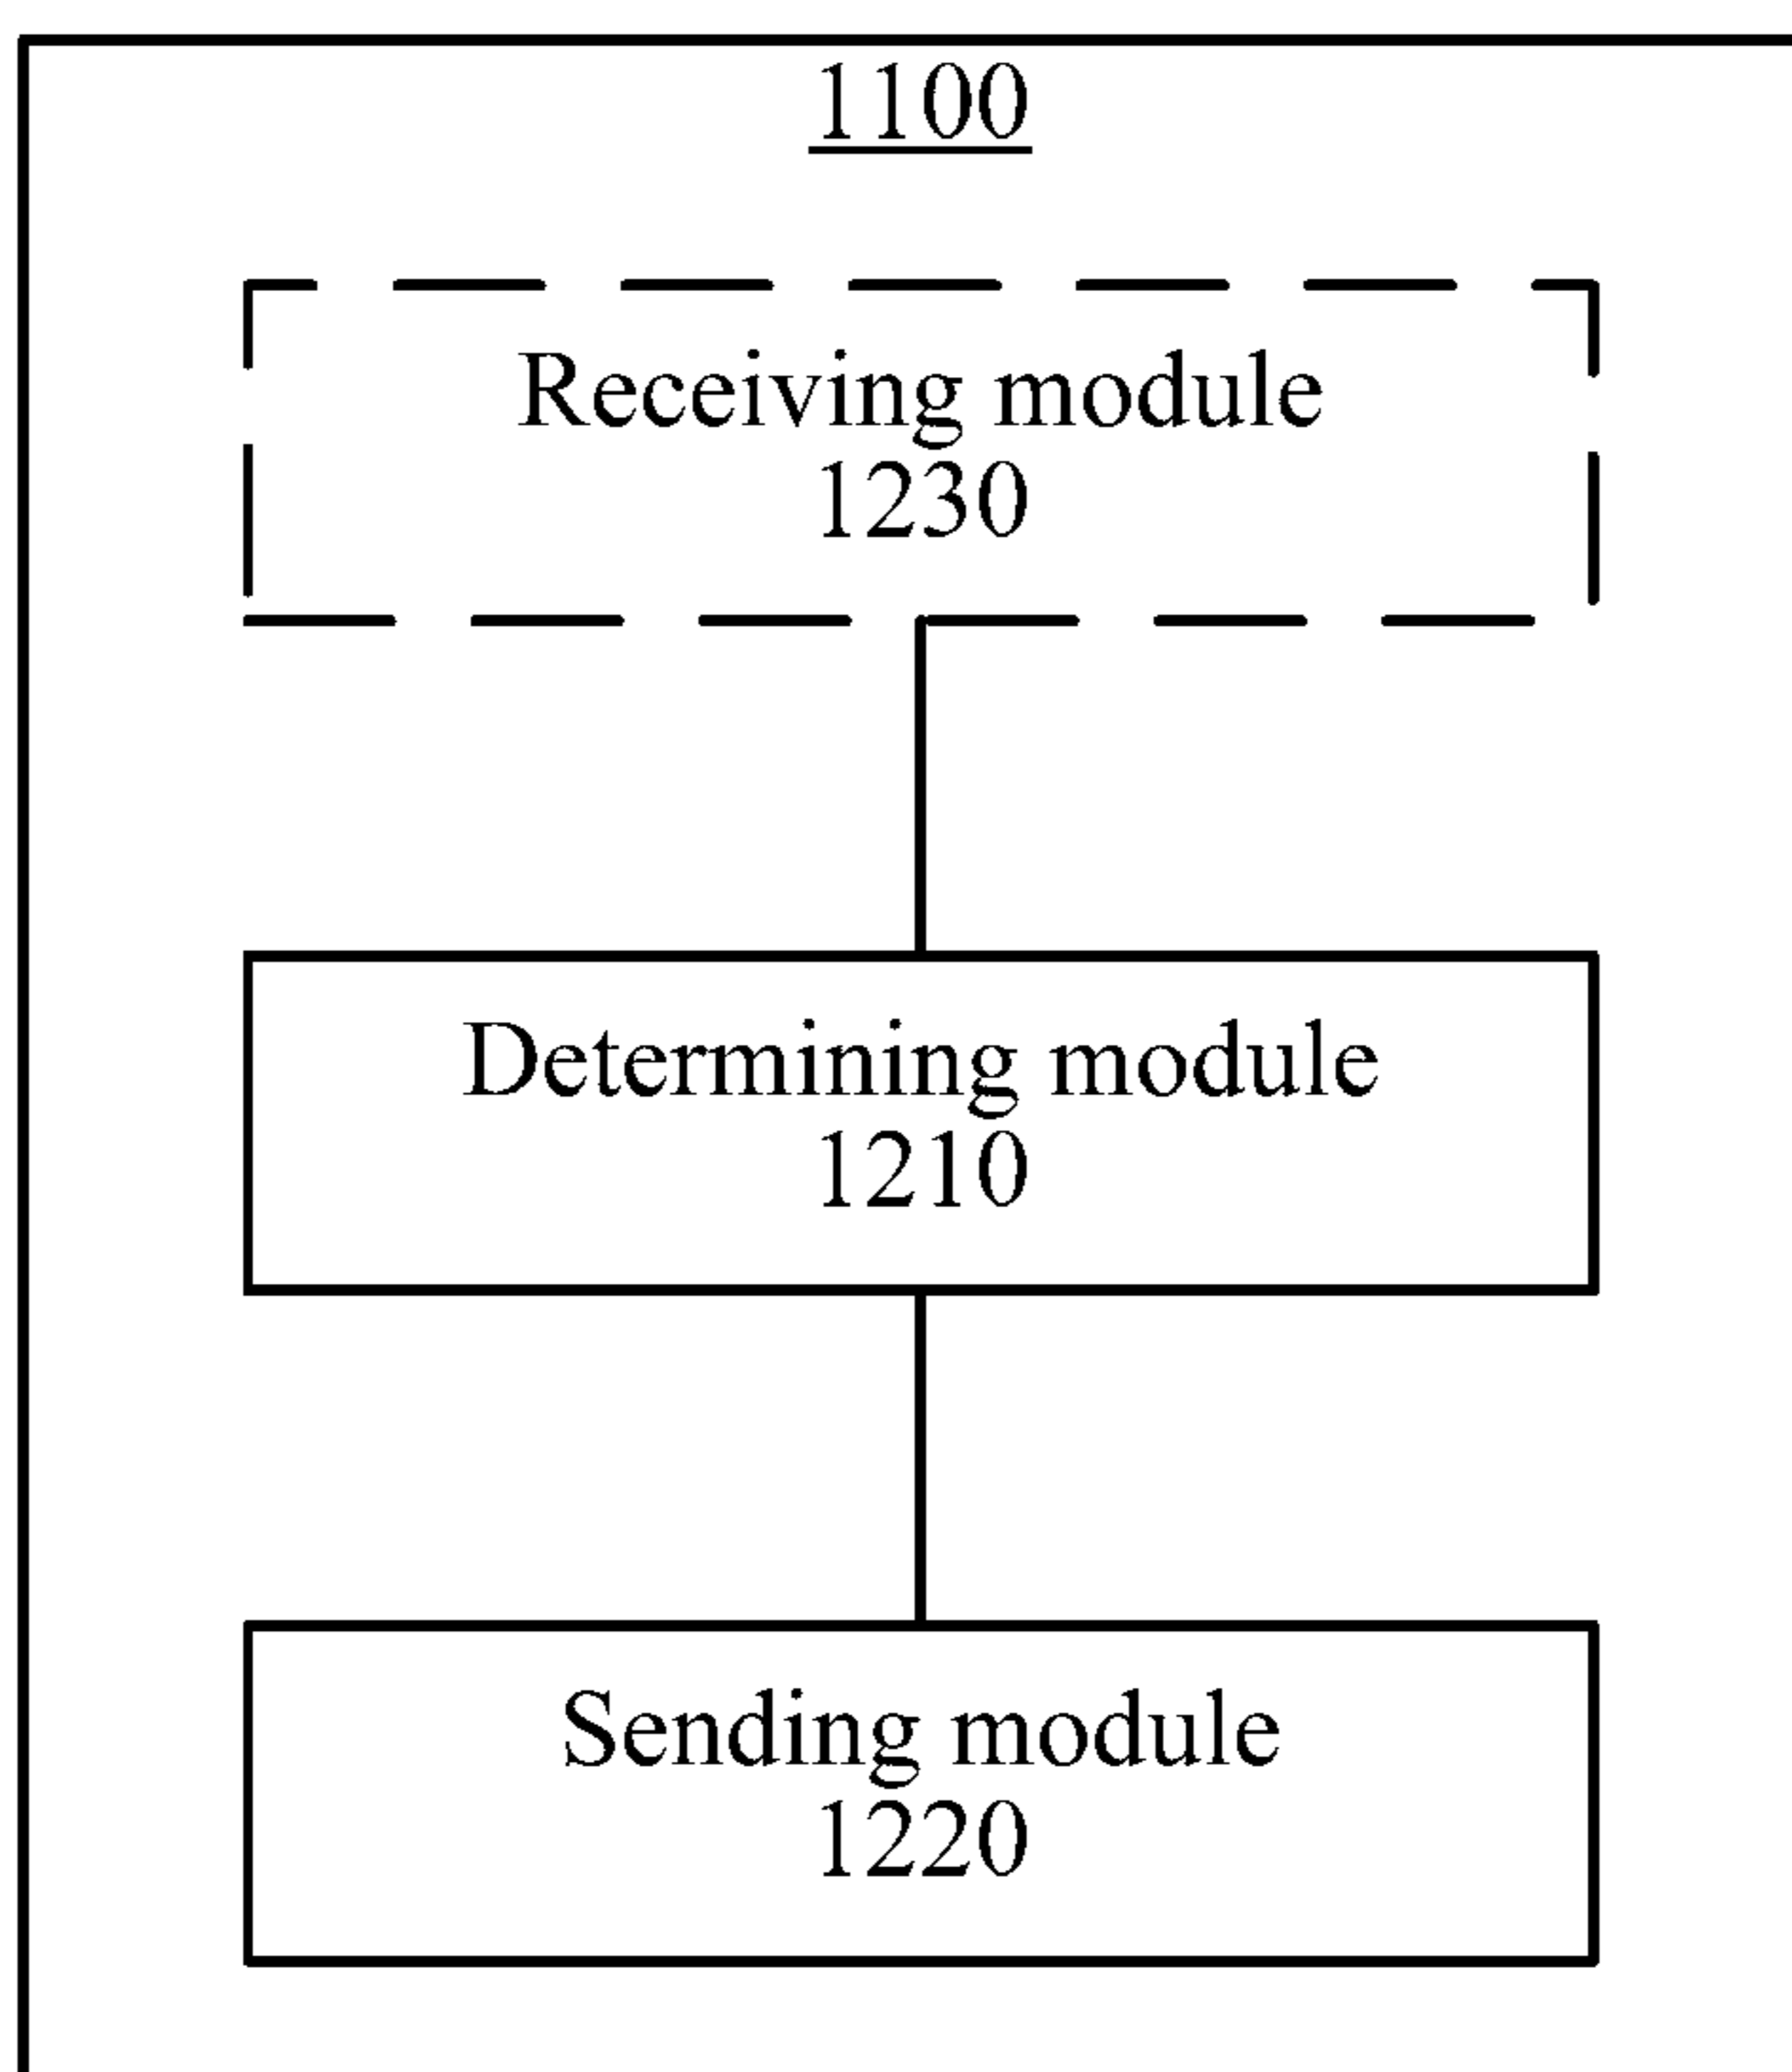 1100
Receiving module
1230
Determining module
1210
Sending module
1220